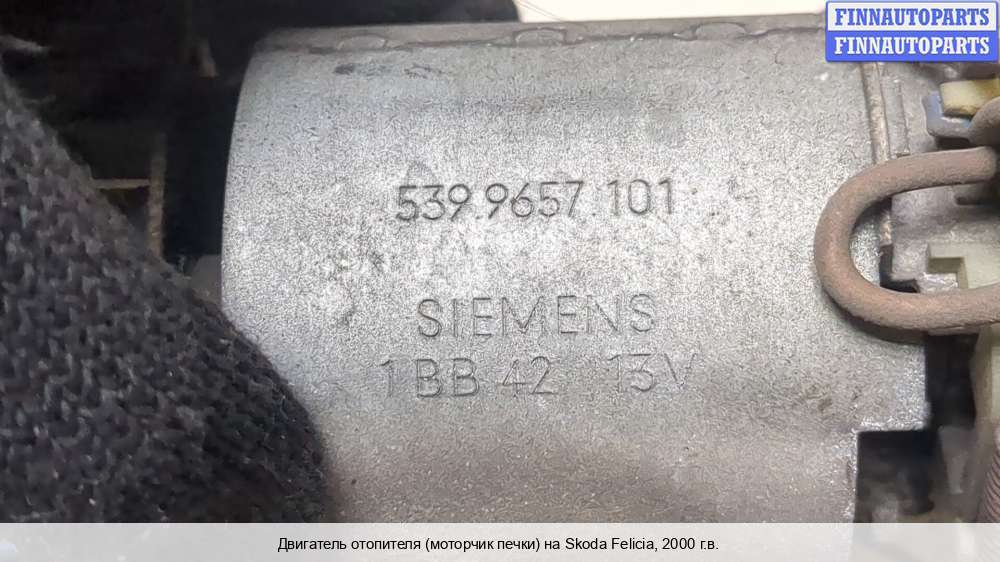 FINNAUTOPARTS
FINNAUTOPARTS
539.9657.101
SIEMENS
1BB 42 13V
Двигатель отопителя (моторчик печки) на Skoda Felicia, 2000 г.в.